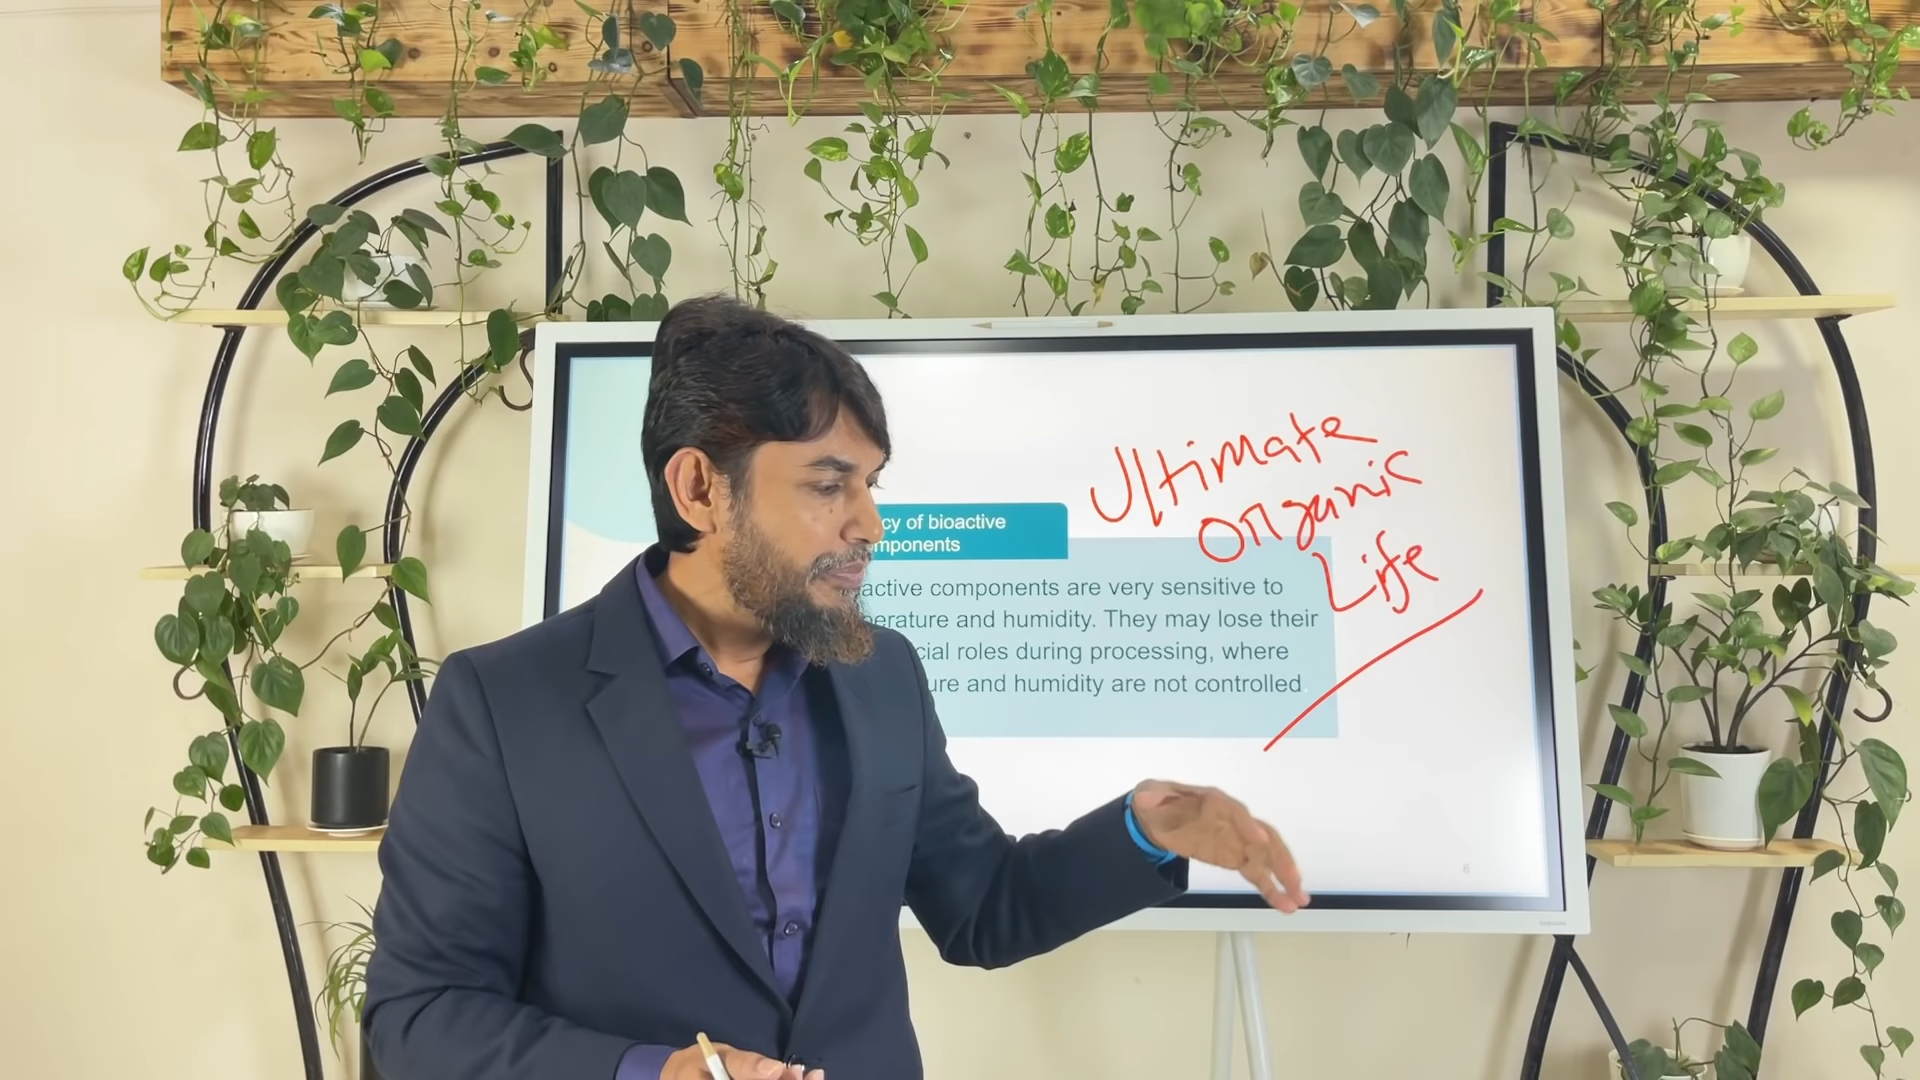 Ultimate
Organic
Life
cy of bioactive
mponents
active components are very sensitive to
erature and humidity. They may lose their
cial roles during processing, where
ure and humidity are not controlled.
6